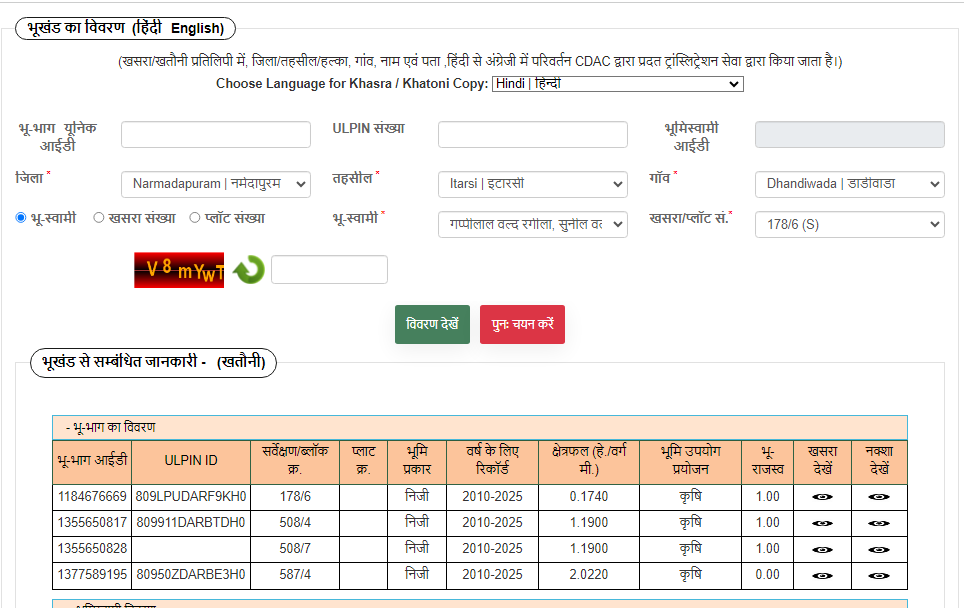 भूखंड का विवरण (हिंदी English)
(खसरा/खतौनी प्रतिलिपी में, जिला/तहसील/हल्का, गांव, नाम एवं पता ,हिंदी से अंग्रेजी में परिवर्तन CDAC द्वारा प्रदत ट्रांस्लिट्रेशन सेवा द्वारा किया जाता है।)
Choose Language for Khasra / Khatoni Copy: Hindi | हिन्दी
भू-भाग यूनिक आईडी ULPIN संख्या भूमिस्वामी आईडी
जिला * Narmadapuram | नर्मदापुरम तहसील * Itarsi | इटारसी गाँव * Dhandiwada | डाडीवाडा
भू-स्वामी खसरा संख्या प्लॉट संख्या भू-स्वामी * गप्पीलाल वल्द रंगीला, सुनील खसरा/प्लॉट सं.* 178/6 (S)
V8mYwT
विवरण देखें पुनः चयन करें
भूखंड से सम्बंधित जानकारी - (खतौनी)
- भू-भाग का विवरण
भू-भाग आईडी ULPIN ID सर्वेक्षण/ब्लॉक क्र. प्लाट क्र. भूमि प्रकार वर्ष के लिए रिकॉर्ड क्षेत्रफल (हे./वर्ग मी.) भूमि उपयोग प्रयोजन भू-राजस्व खसरा देखें नक्शा देखें
1184676669 809LPUDARF9KH0 178/6 निजी 2010-2025 0.1740 कृषि 1.00
1355650817 809911DARBTDH0 508/4 निजी 2010-2025 1.1900 कृषि 1.00
1355650828 508/7 निजी 2010-2025 1.1900 कृषि 1.00
1377589195 80950ZDARBE3H0 587/4 निजी 2010-2025 2.0220 कृषि 0.00